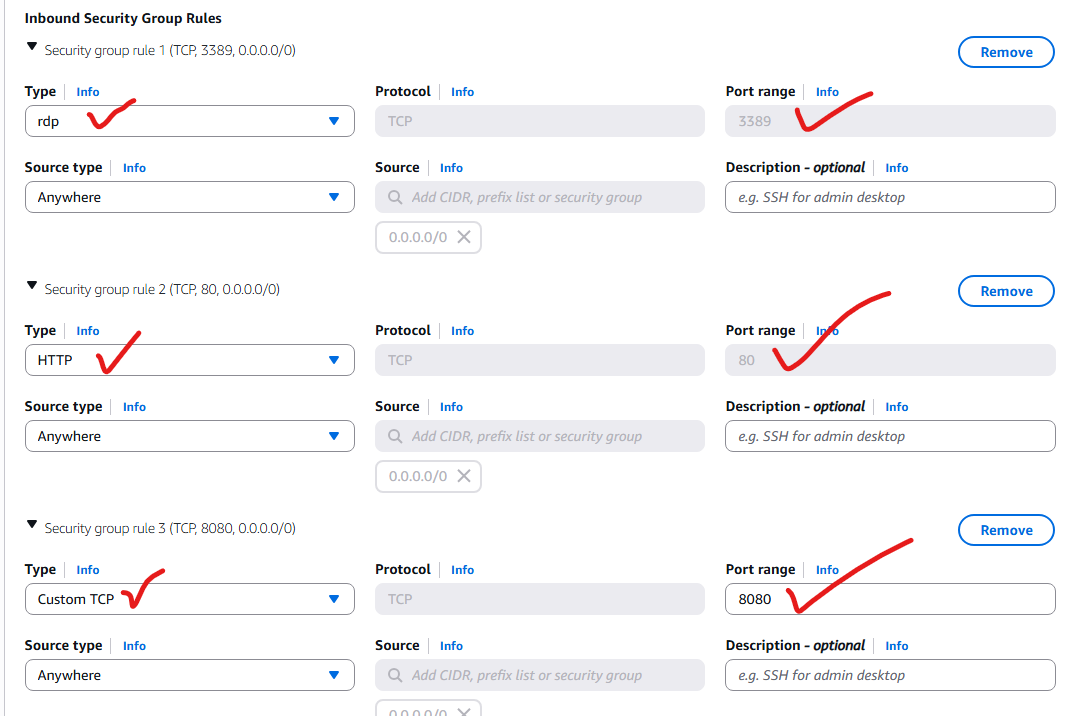 Inbound Security Group Rules
Security group rule 1 (TCP, 3389, 0.0.0.0/0)
Remove
Type Info Protocol Info Port range Info
rdp TCP 3389
Source type Info Source Info Description - optional Info
Anywhere Add CIDR, prefix list or security group e.g. SSH for admin desktop
0.0.0.0/0
Security group rule 2 (TCP, 80, 0.0.0.0/0)
Remove
Type Info Protocol Info Port range Info
HTTP TCP 80
Source type Info Source Info Description - optional Info
Anywhere Add CIDR, prefix list or security group e.g. SSH for admin desktop
0.0.0.0/0
Security group rule 3 (TCP, 8080, 0.0.0.0/0)
Remove
Type Info Protocol Info Port range Info
Custom TCP TCP 8080
Source type Info Source Info Description - optional Info
Anywhere Add CIDR, prefix list or security group e.g. SSH for admin desktop
0.0.0.0/0